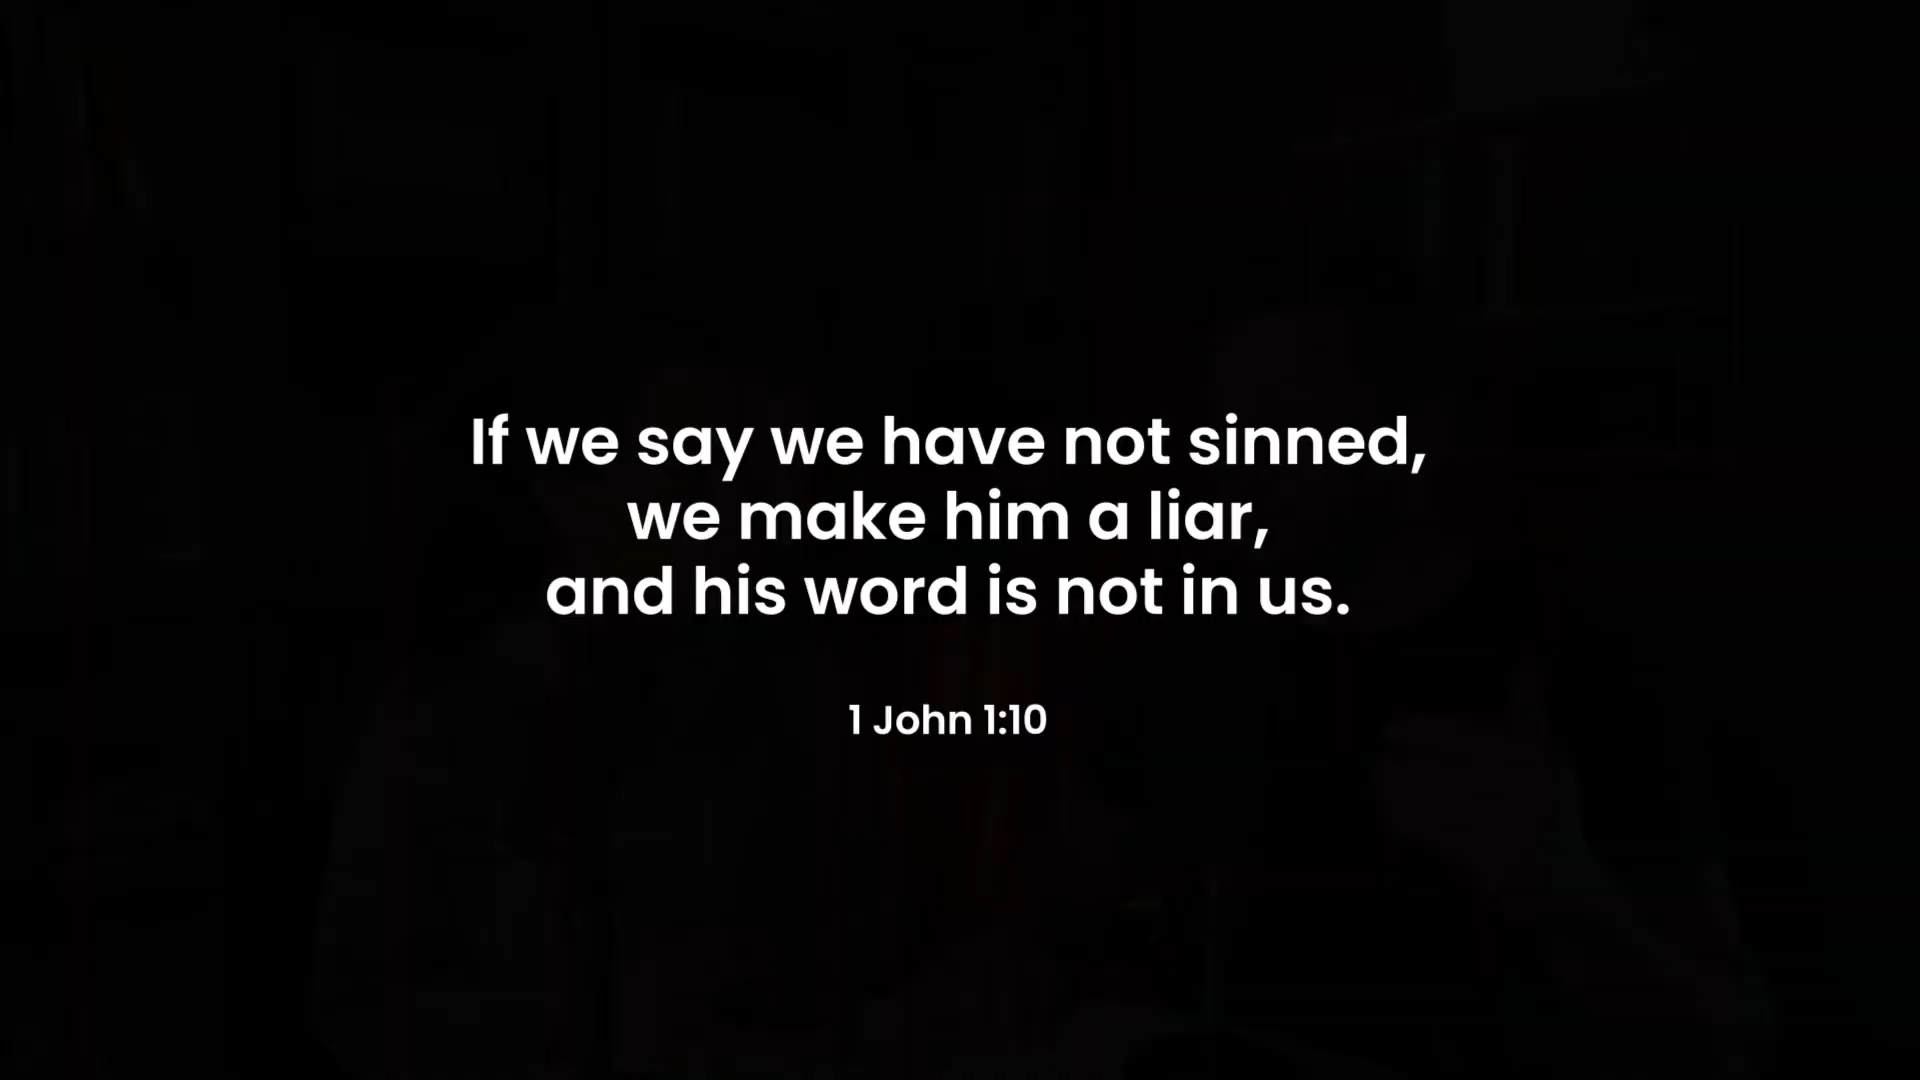 If we say we have not sinned,
we make him a liar,
and his word is not in us.
1 John 1:10